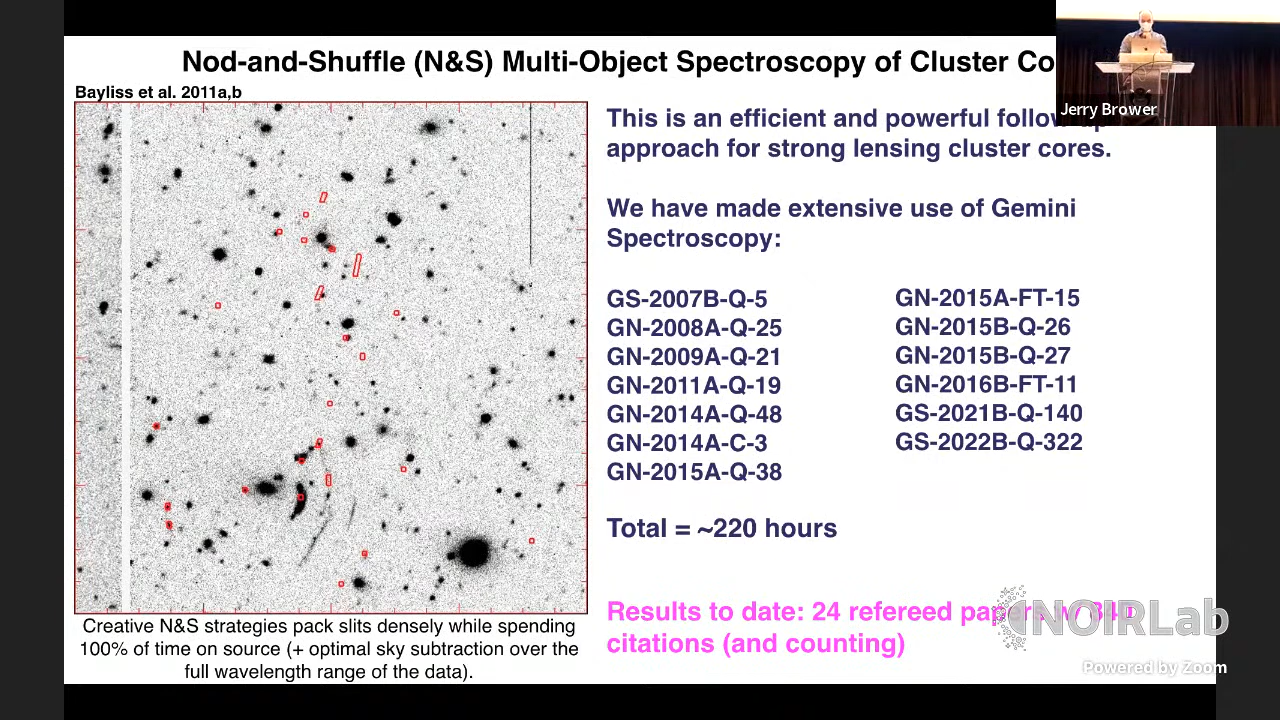 Nod-and-Shuffle (N&S) Multi-Object Spectroscopy of Cluster
Jerry Brower
Bayliss et al. 2011a,b
This is an efficient and powerful follow-up
approach for strong lensing cluster cores.
We have made extensive use of Gemini
Spectroscopy:
GS-2007B-Q-5
GN-2008A-Q-25
GN-2009A-Q-21
GN-2011A-Q-19
GN-2014A-Q-48
GN-2014A-C-3
GN-2015A-Q-38
GN-2015A-FT-15
GN-2015B-Q-26
GN-2015B-Q-27
GN-2016B-FT-11
GS-2021B-Q-140
GS-2022B-Q-322
Total = ~220 hours
Results to date: 24 refereed papers w/
citations (and counting)
Creative N&S strategies pack slits densely while spending
100% of time on source (+ optimal sky subtraction over the
full wavelength range of the data).
NOIRLab
Powered by Zoom